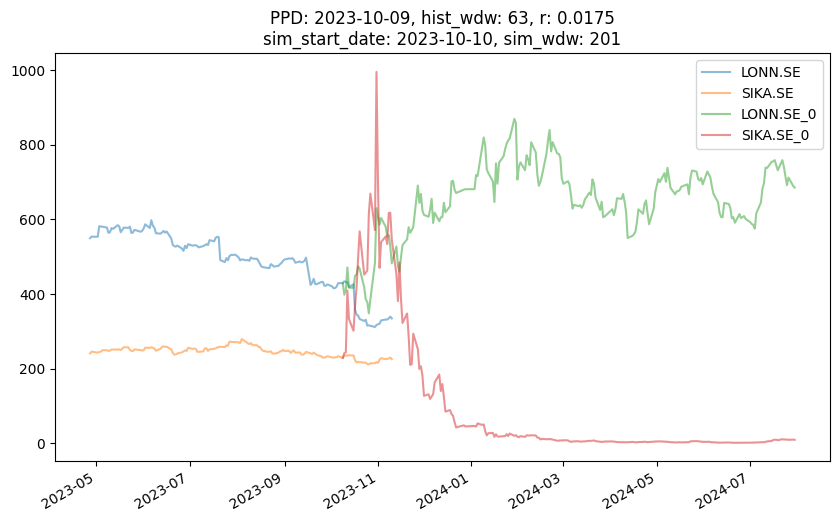 PPD: 2023-10-09, hist_wdw: 63, r: 0.0175
sim_start_date: 2023-10-10, sim_wdw: 201
LONN.SE
SIKA.SE
LONN.SE_0
SIKA.SE_0
1000
800
600
400
200
0
2023-05
2023-07
2023-09
2023-11
2024-01
2024-03
2024-05
2024-07